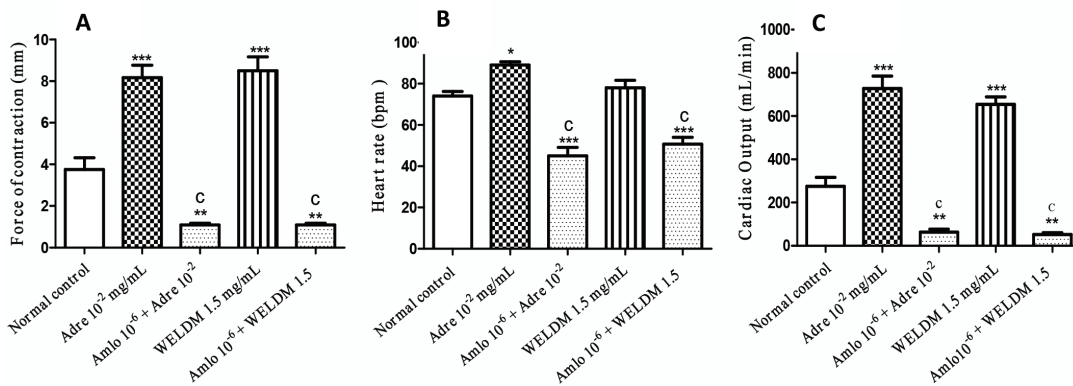 A
Force of contraction (mm)
10
8
6
4
2
0
***
C
**
***
C
**
Normal control
Adre 10-2 mg/mL
Amlo 10-6 + Adre 10-2
WELDM 1.5 mg/mL
Amlo 10-6 + WELDM 1.5
B
Heart rate (bpm)
100
80
60
40
20
0
*
C
***
C
***
Normal control
Adre 10-2 mg/mL
Amlo 10-6 + Adre 10-2
WELDM 1.5 mg/mL
Amlo 10-6 + WELDM 1.5
C
Cardiac Output (mL/min)
1000
800
600
400
200
0
***
C
**
***
C
**
Normal control
Adre 10-2 mg/mL
Amlo 10-6 + Adre 10-2
WELDM 1.5 mg/mL
Amlo10-6 + WELDM 1.5